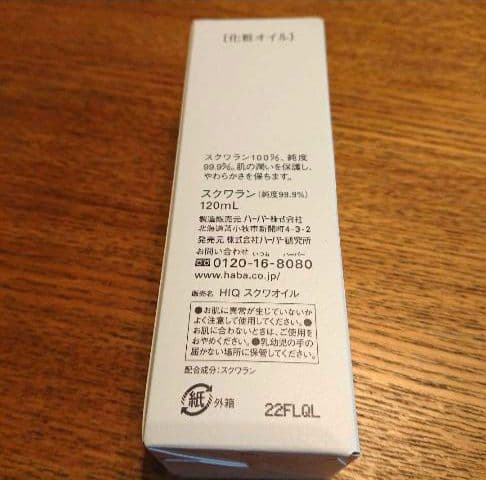 [化粧オイル]
スクワラン100%、純度
99.9%。肌の潤いを保護し、
やわらかさを保ちます。
スクワラン(純度99.9%)
120mL
製造販売元 ハーバー株式会社
北海道苫小牧市新開町4-3-2
発売元 株式会社ハーバー研究所
お問い合わせ いつも ハーバー
0120-16-8080
www.haba.co.jp/
販売名 HIQ スクワオイル
●お肌に異常が生じていないか
よく注意して使用してください。●
お肌に合わないときは、ご使用を
おやめください。●乳幼児の手の
届かない場所に保管してください。
配合成分:スクワラン
紙 外箱 22FLQL